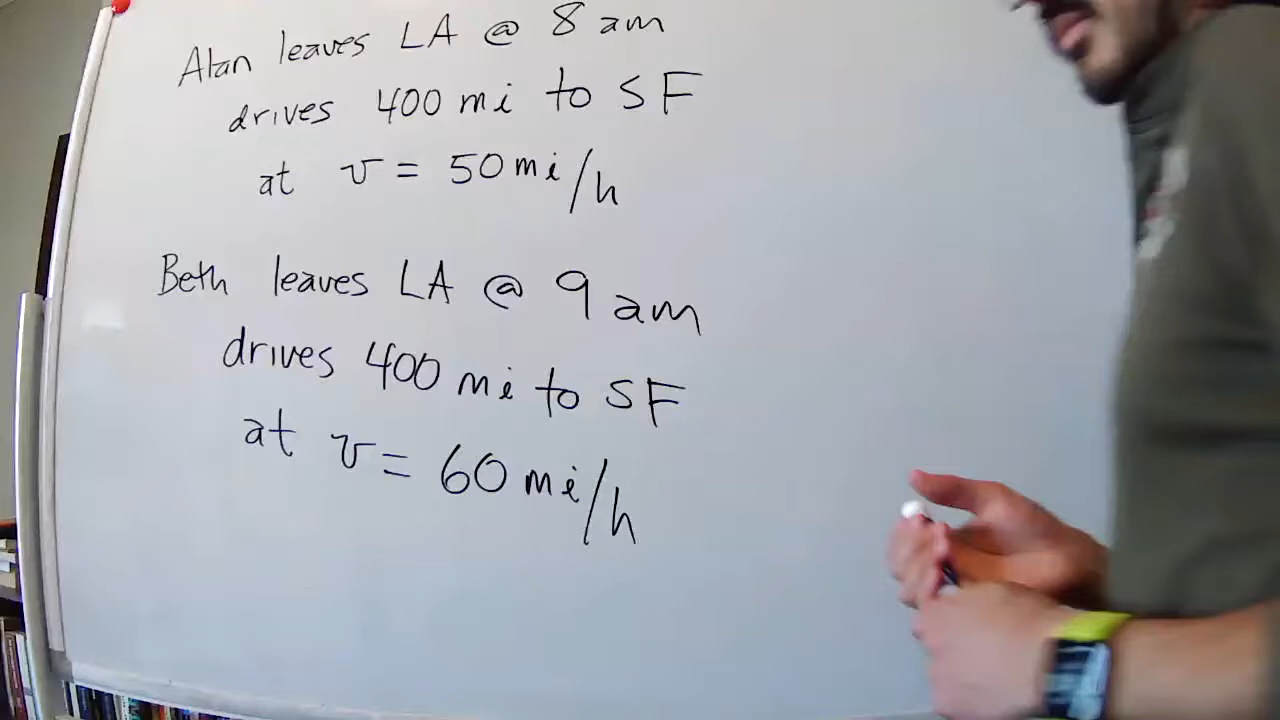 Alan leaves LA @ 8 am
drives 400 mi to SF
at v = 50 mi/h
Beth leaves LA @ 9 am
drives 400 mi to SF
at v = 60 mi/h